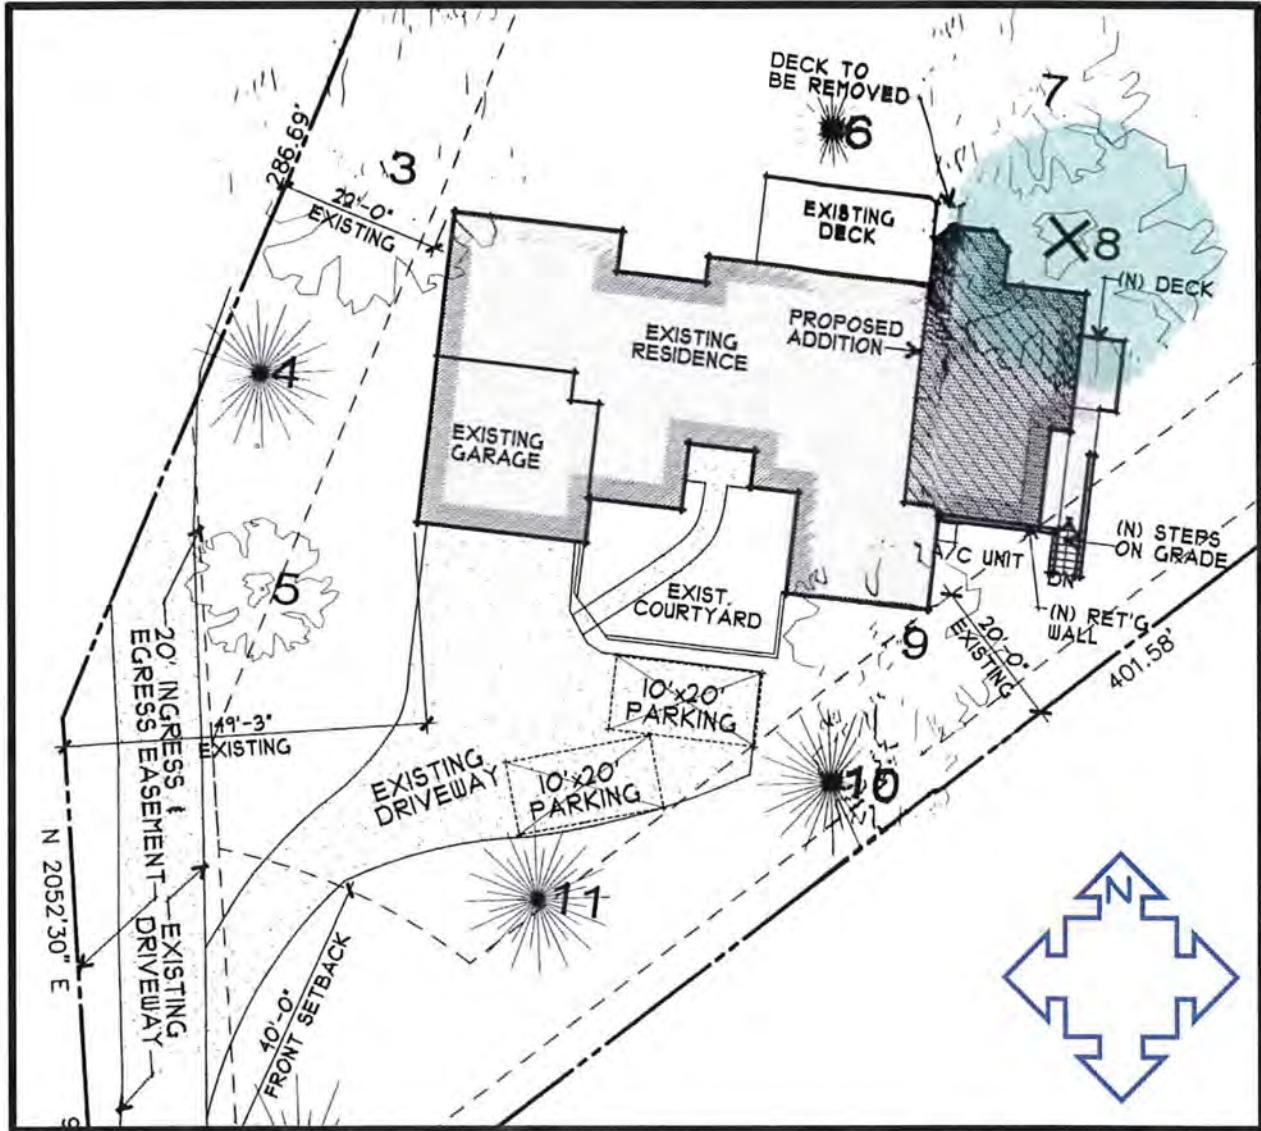 DECK TO
BE REMOVED
7
6
286.69'
3
20'-0"
EXISTING
EXISTING
DECK
8
(N) DECK
PROPOSED
ADDITION
EXISTING
RESIDENCE
4
EXISTING
GARAGE
(N) STEPS
ON GRADE
A/C UNIT
DN
5
EXIST.
COURTYARD
(N) RET'G
WALL
9
20'-0"
EXISTING
401.58'
10'x20'
PARKING
20' INGRESS &
EGRESS EASEMENT
49'-3"
EXISTING
EXISTING
DRIVEWAY
10'x20'
PARKING
10
11
N 2052'30" E
EXISTING
DRIVEWAY
40'-0"
FRONT SETBACK
N